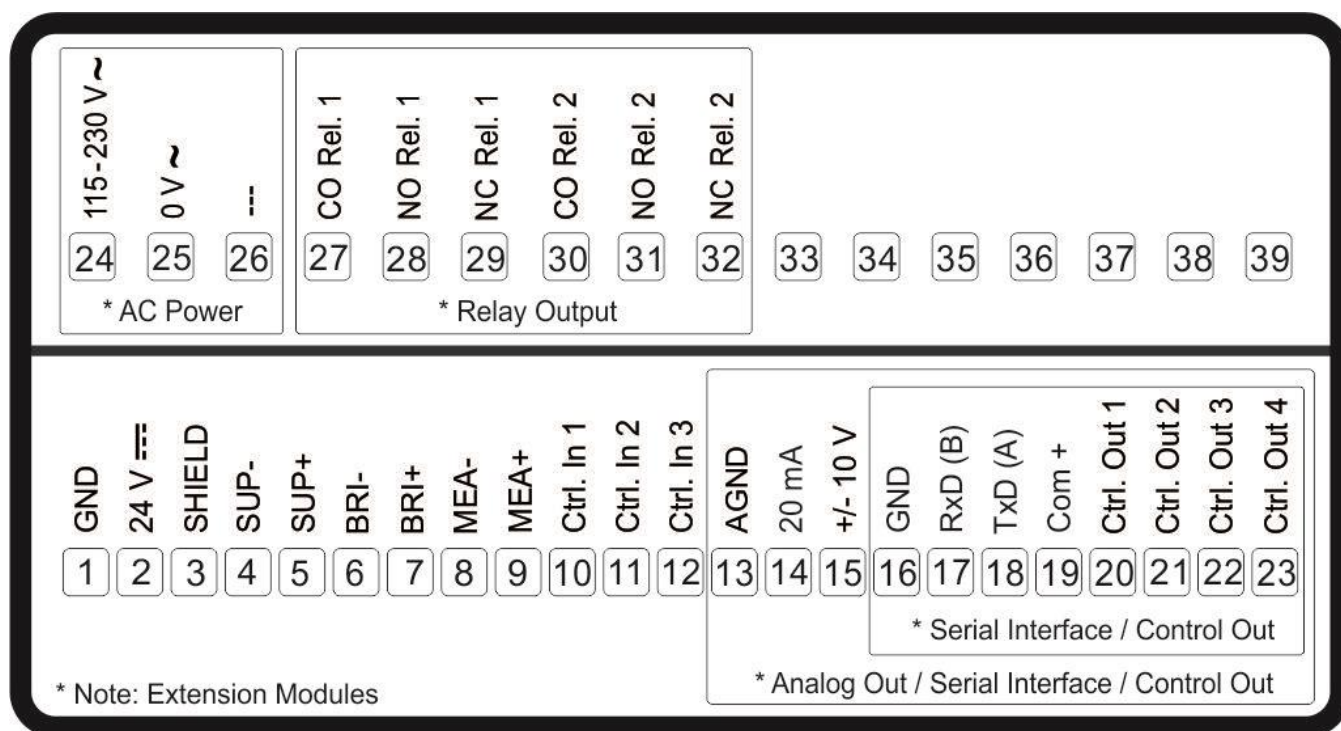 115-230 V ~
0 V ~
---
CO Rel. 1
NO Rel. 1
NC Rel. 1
CO Rel. 2
NO Rel. 2
NC Rel. 2
24 25 26 27 28 29 30 31 32 33 34 35 36 37 38 39
* AC Power
* Relay Output
GND
24 V ⎓
SHIELD
SUP-
SUP+
BRI-
BRI+
MEA-
MEA+
Ctrl. In 1
Ctrl. In 2
Ctrl. In 3
AGND
20 mA
+/- 10 V
GND
RxD (B)
TxD (A)
Com +
Ctrl. Out 1
Ctrl. Out 2
Ctrl. Out 3
Ctrl. Out 4
1 2 3 4 5 6 7 8 9 10 11 12 13 14 15 16 17 18 19 20 21 22 23
* Serial Interface / Control Out
* Analog Out / Serial Interface / Control Out
* Note: Extension Modules